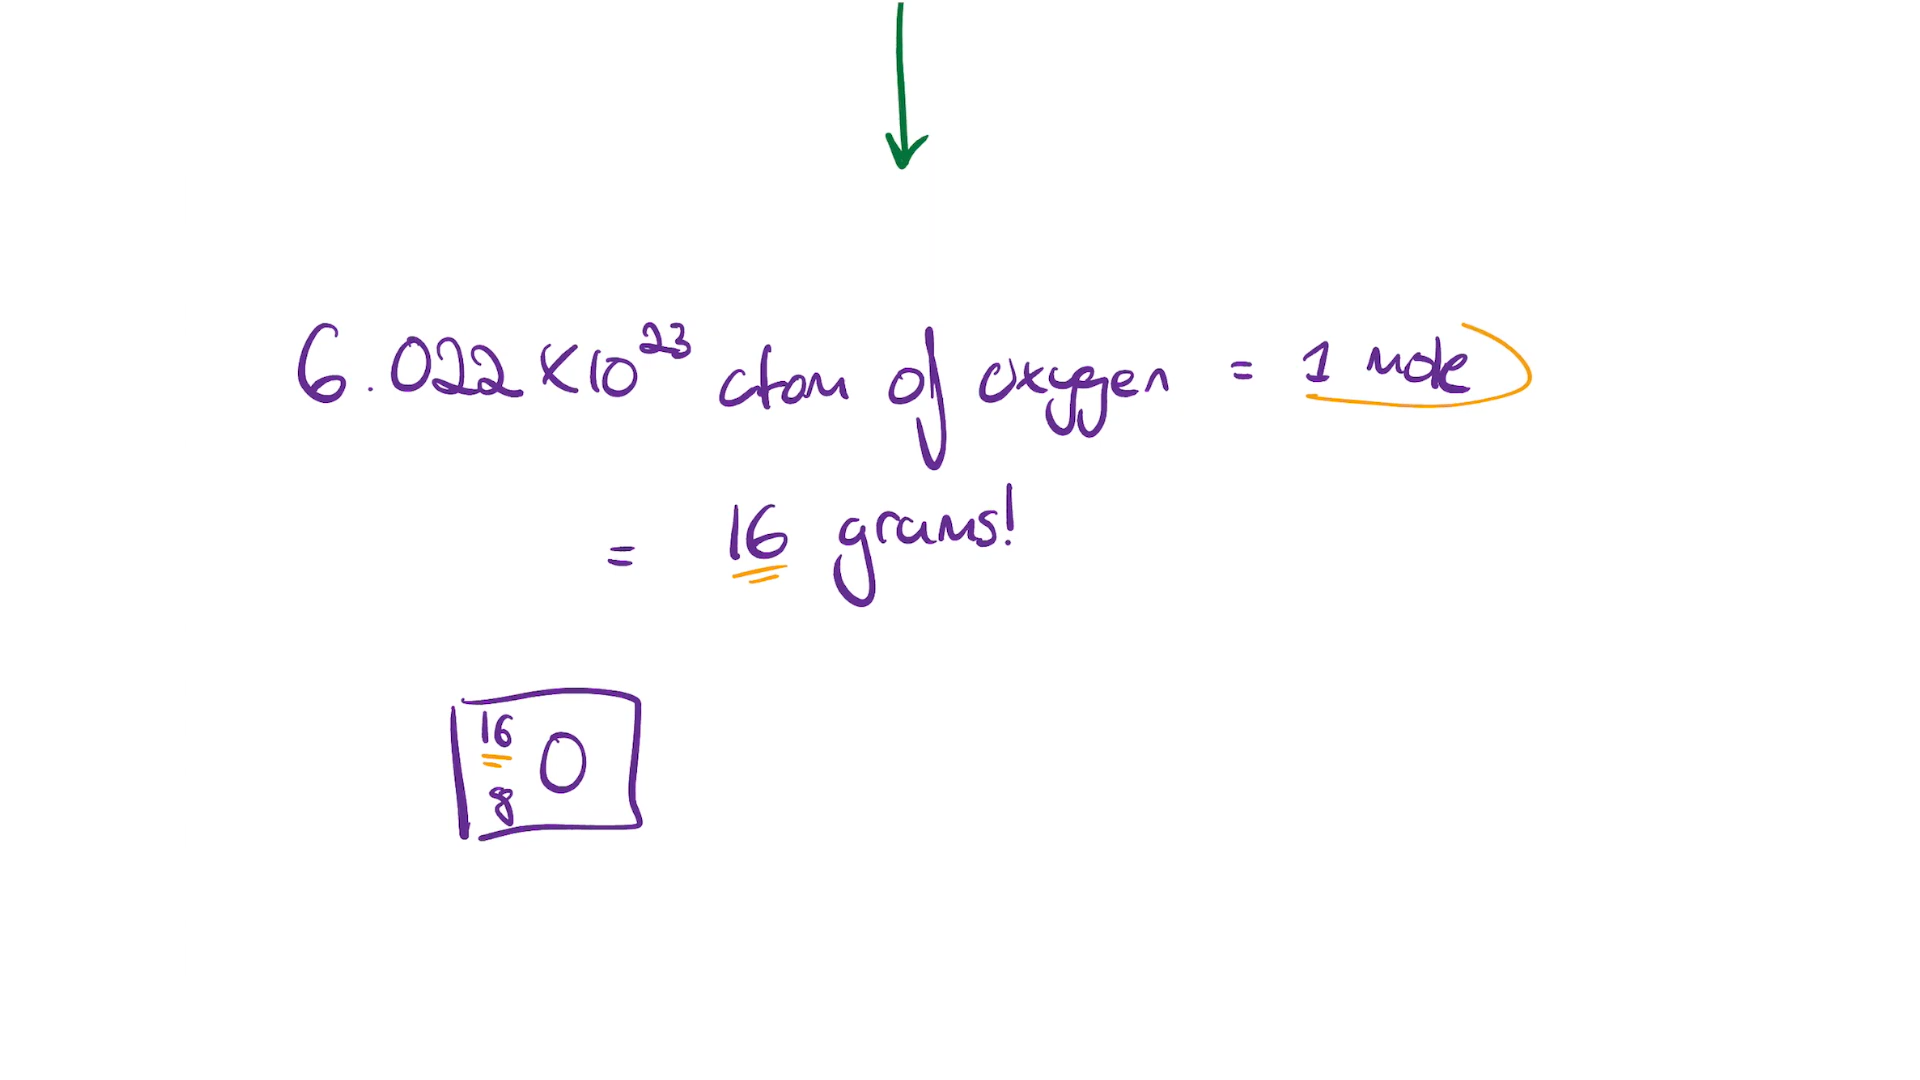 6.022 ×10²³ atom of oxygen = 1 mole
= 16 grams!
16
O
8